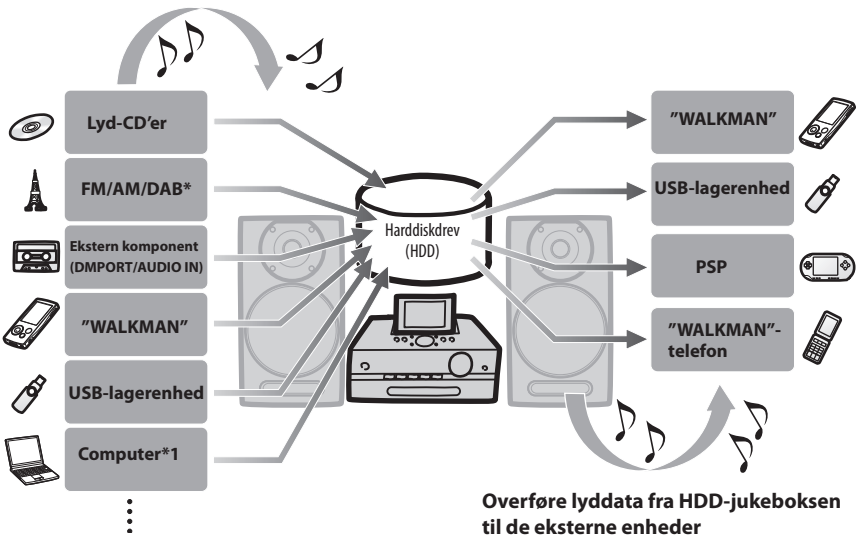 Lyd-CD’er
FM/AM/DAB*
Ekstern komponent
(DMPORT/AUDIO IN)
”WALKMAN”
USB-lagerenhed
Computer*1
Harddiskdrev
(HDD)
”WALKMAN”
USB-lagerenhed
PSP
”WALKMAN”-
telefon
Overføre lyddata fra HDD-jukeboksen
til de eksterne enheder